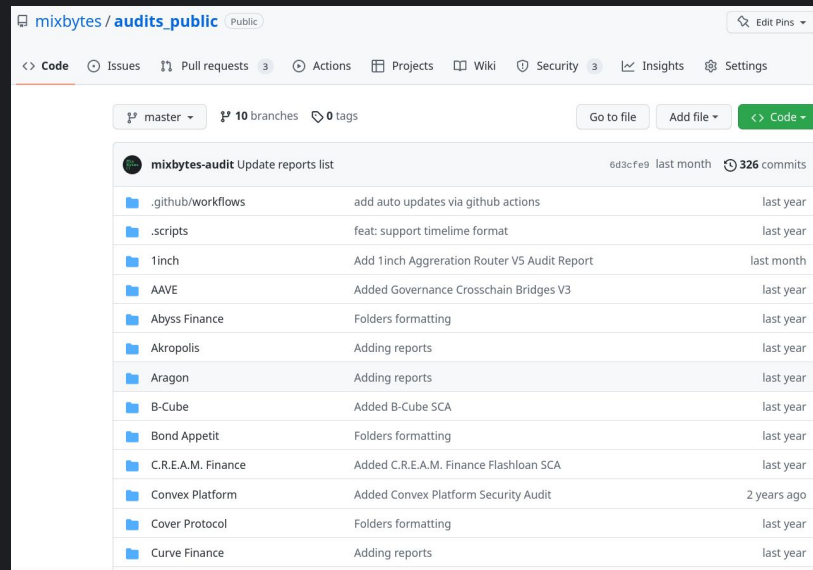 mixbytes / audits_public Public Edit Pins
Code Issues Pull requests 3 Actions Projects Wiki Security 3 Insights Settings
master 10 branches 0 tags Go to file Add file Code
mixbytes-audit Update reports list 6d3cfe9 last month 326 commits
.github/workflows add auto updates via github actions last year
.scripts feat: support timelime format last year
1inch Add 1inch Aggreration Router V5 Audit Report last month
AAVE Added Governance Crosschain Bridges V3 last year
Abyss Finance Folders formatting last year
Akropolis Adding reports last year
Aragon Adding reports last year
B-Cube Added B-Cube SCA last year
Bond Appetit Folders formatting last year
C.R.E.A.M. Finance Added C.R.E.A.M. Finance Flashloan SCA last year
Convex Platform Added Convex Platform Security Audit 2 years ago
Cover Protocol Folders formatting last year
Curve Finance Adding reports last year